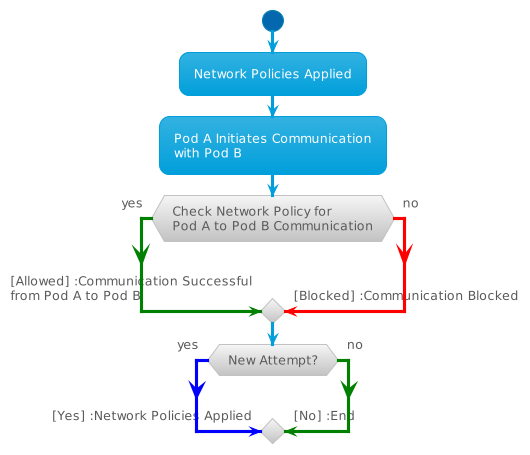 Network Policies Applied
Pod A Initiates Communication
with Pod B
yes
no
Check Network Policy for
Pod A to Pod B Communication
[Allowed] :Communication Successful
from Pod A to Pod B
[Blocked] :Communication Blocked
yes
no
New Attempt?
[Yes] :Network Policies Applied
[No] :End